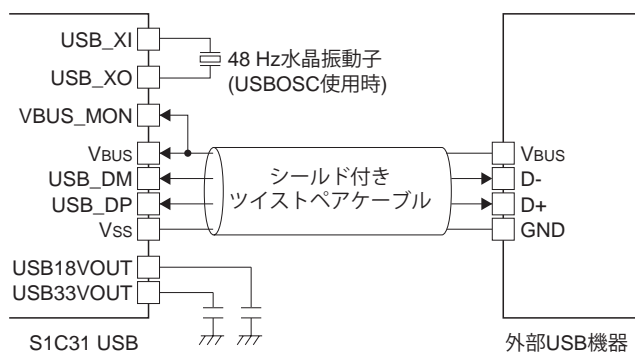 USB_XI
USB_XO
48 Hz水晶振動子
(USBOSC使用時)
VBUS_MON
VBUS
USB_DM
USB_DP
VSS
シールド付き
ツイストペアケーブル
VBUS
D-
D+
GND
USB18VOUT
USB33VOUT
S1C31 USB
外部USB機器